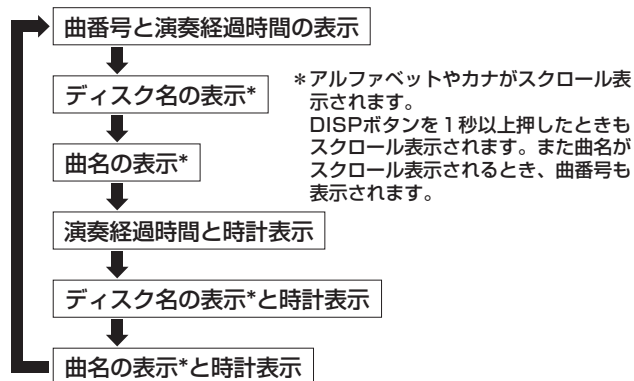 曲番号と演奏経過時間の表示
ディスク名の表示*
曲名の表示*
演奏経過時間と時計表示
ディスク名の表示*と時計表示
曲名の表示*と時計表示
*アルファベットやカナがスクロール表
示されます。
DISPボタンを1秒以上押したときも
スクロール表示されます。また曲名が
スクロール表示されるとき、曲番号も
表示されます。